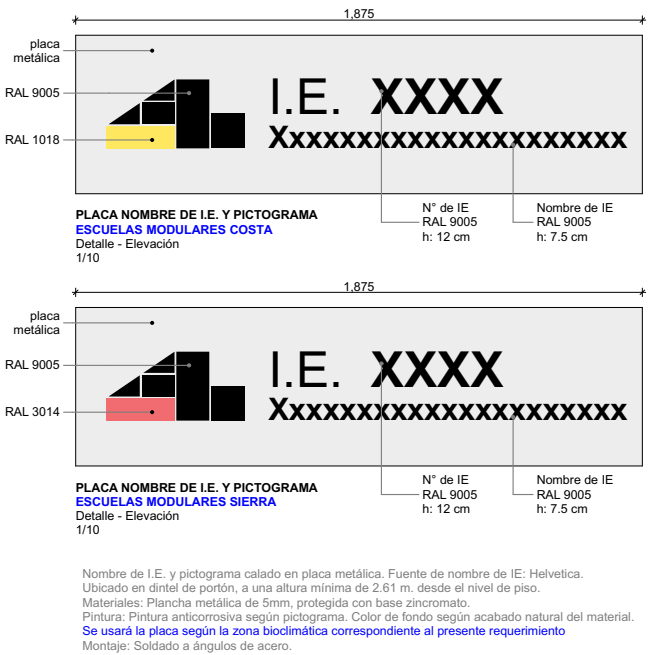 1,875
placa
metálica
RAL 9005
RAL 1018
I.E. XXXX
Xxxxxxxxxxxxxxxxxxxxx
N° de IE
RAL 9005
h: 12 cm
Nombre de IE
RAL 9005
h: 7.5 cm
PLACA NOMBRE DE I.E. Y PICTOGRAMA
ESCUELAS MODULARES COSTA
Detalle - Elevación
1/10
1,875
placa
metálica
RAL 9005
RAL 3014
I.E. XXXX
Xxxxxxxxxxxxxxxxxxxxx
N° de IE
RAL 9005
h: 12 cm
Nombre de IE
RAL 9005
h: 7.5 cm
PLACA NOMBRE DE I.E. Y PICTOGRAMA
ESCUELAS MODULARES SIERRA
Detalle - Elevación
1/10
Nombre de I.E. y pictograma calado en placa metálica. Fuente de nombre de IE: Helvetica.
Ubicado en dintel de portón, a una altura mínima de 2.61 m. desde el nivel de piso.
Materiales: Plancha metálica de 5mm, protegida con base zincromato.
Pintura: Pintura anticorrosiva según pictograma. Color de fondo según acabado natural del material.
Se usará la placa según la zona bioclimática correspondiente al presente requerimiento
Montaje: Soldado a ángulos de acero.